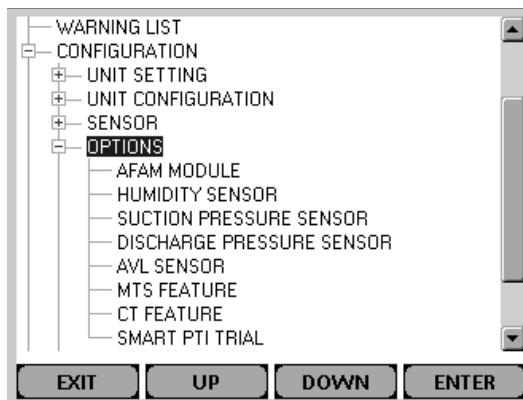 WARNING LIST
CONFIGURATION
UNIT SETTING
UNIT CONFIGURATION
SENSOR
OPTIONS
AFAM MODULE
HUMIDITY SENSOR
SUCTION PRESSURE SENSOR
DISCHARGE PRESSURE SENSOR
AVL SENSOR
MTS FEATURE
CT FEATURE
SMART PTI TRIAL
EXIT UP DOWN ENTER